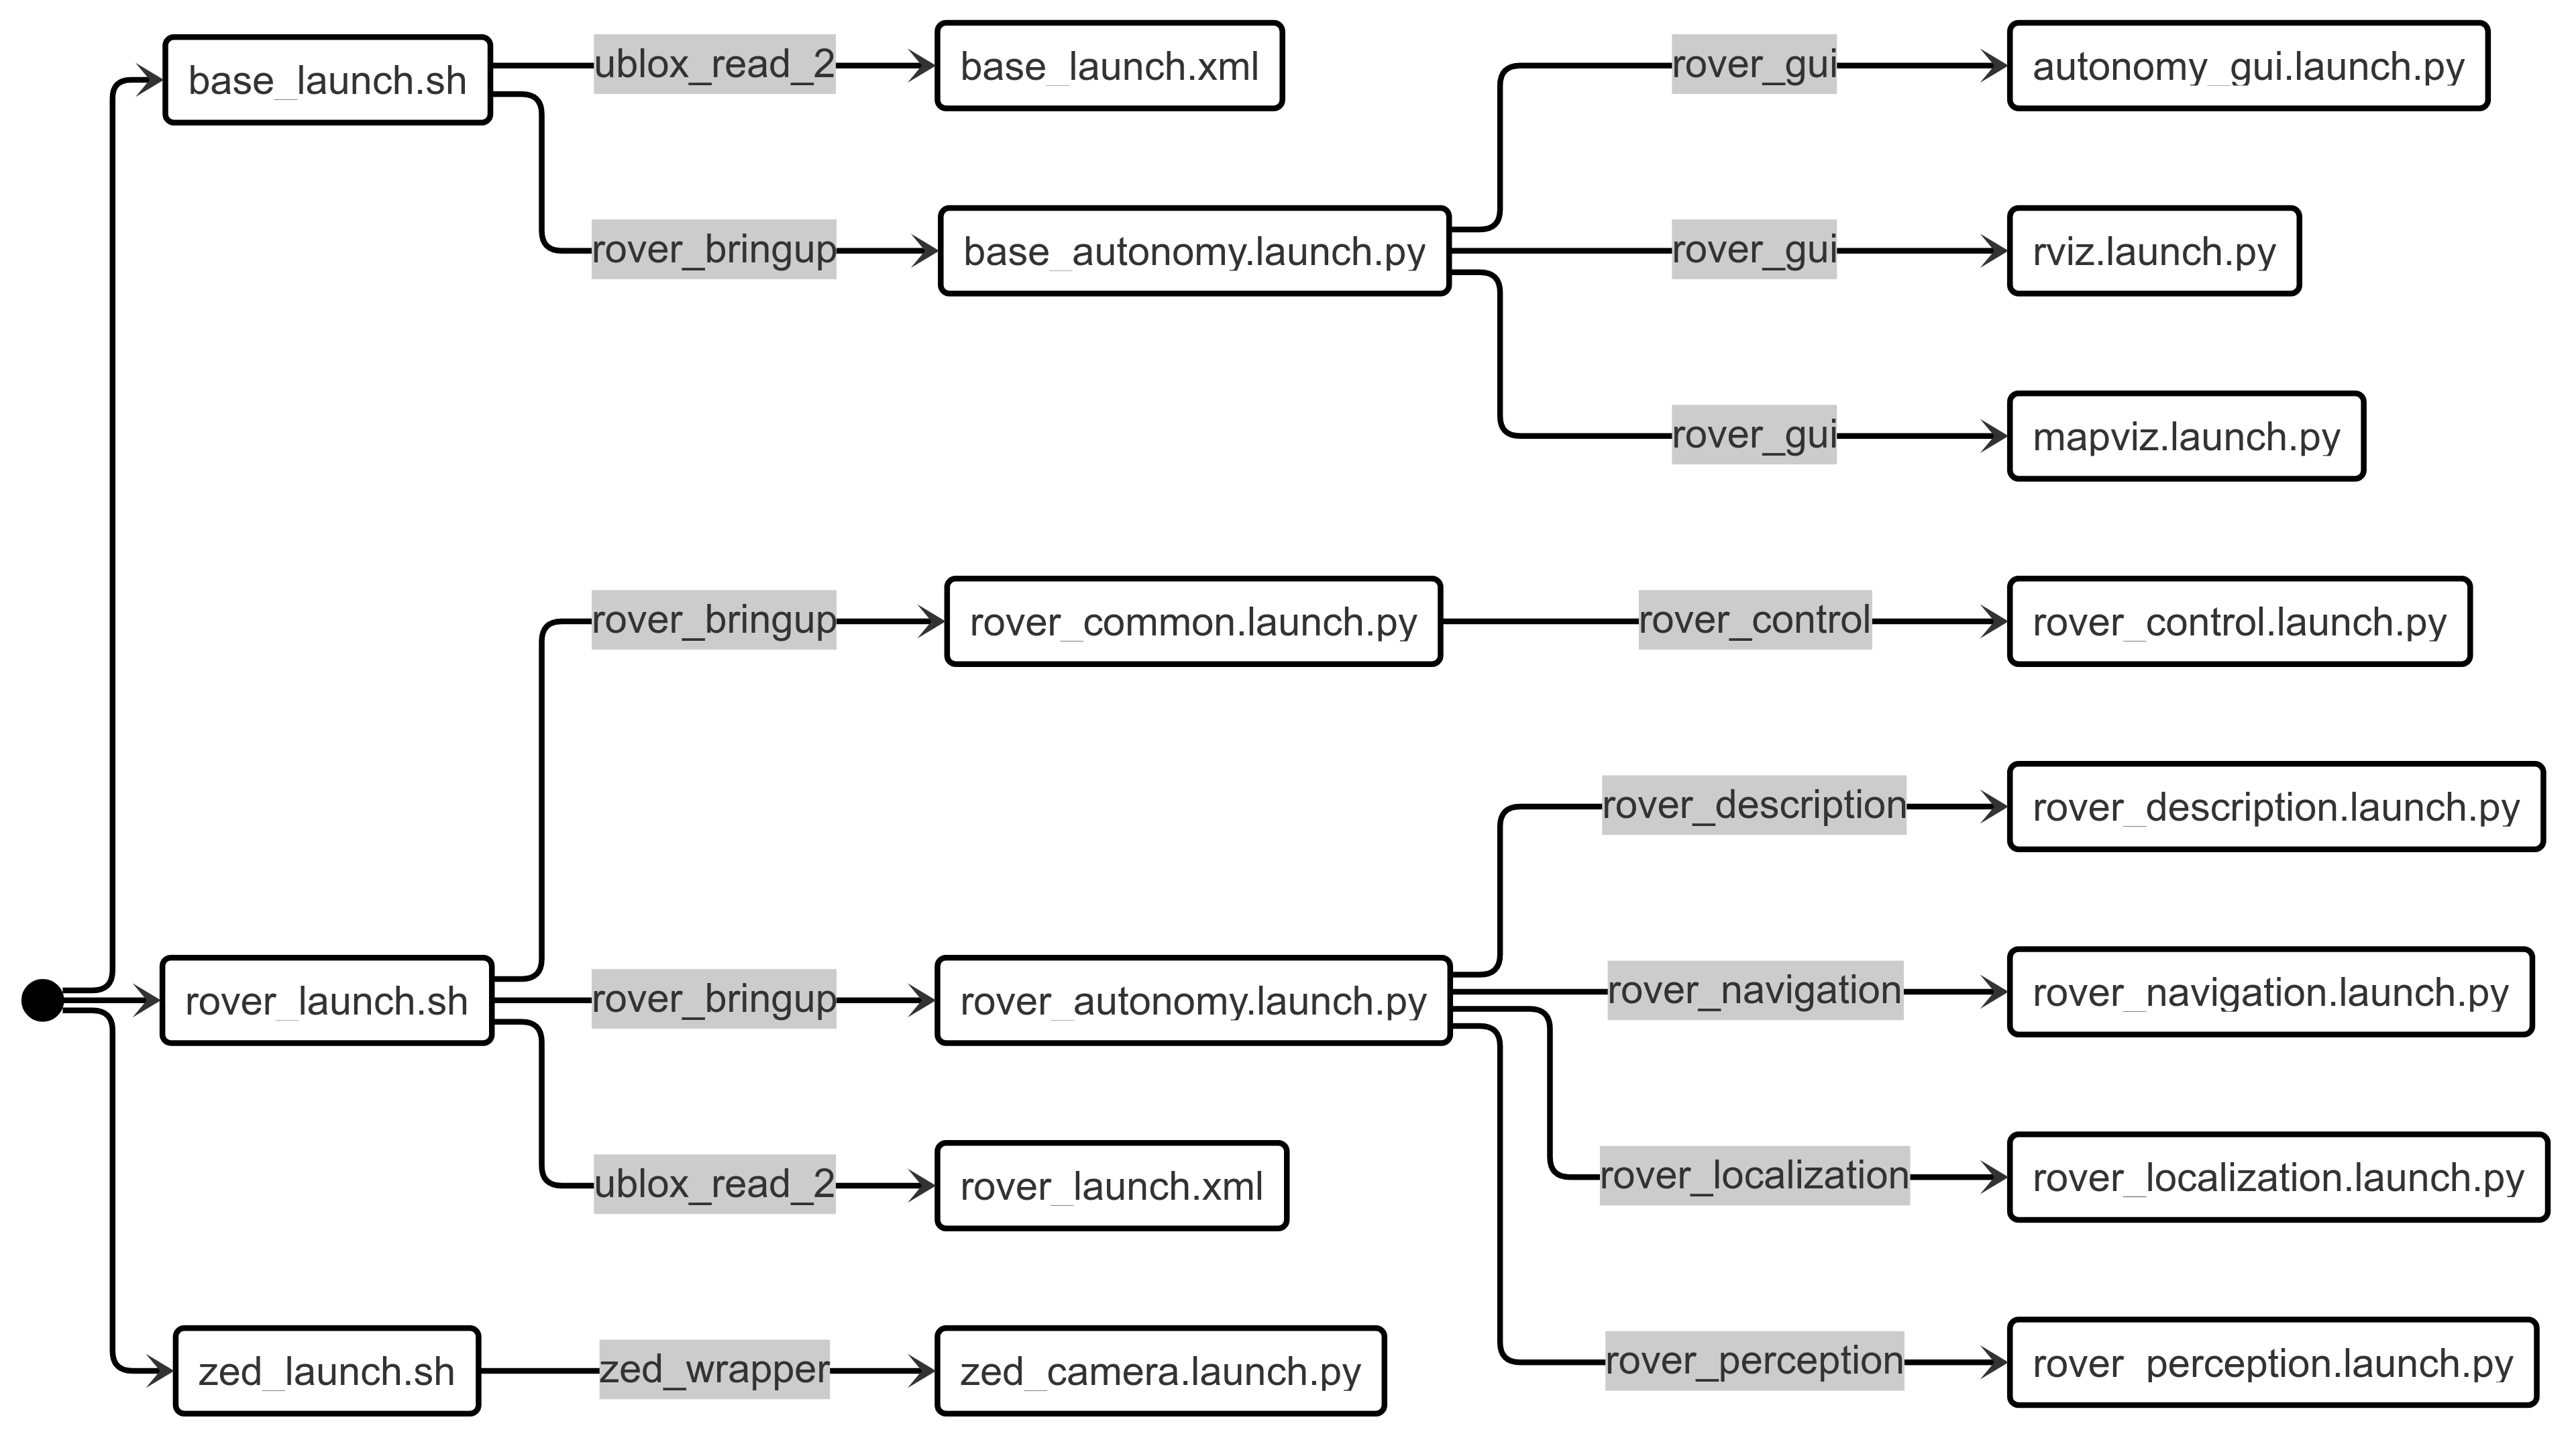 base_launch.sh
ublox_read_2
base_launch.xml
rover_bringup
base_autonomy.launch.py
rover_gui
autonomy_gui.launch.py
rover_gui
rviz.launch.py
rover_gui
mapviz.launch.py
rover_launch.sh
rover_bringup
rover_common.launch.py
rover_control
rover_control.launch.py
rover_bringup
rover_autonomy.launch.py
rover_description
rover_description.launch.py
rover_navigation
rover_navigation.launch.py
rover_localization
rover_localization.launch.py
rover_perception
rover perception.launch.py
ublox_read_2
rover_launch.xml
zed_launch.sh
zed_wrapper
zed_camera.launch.py